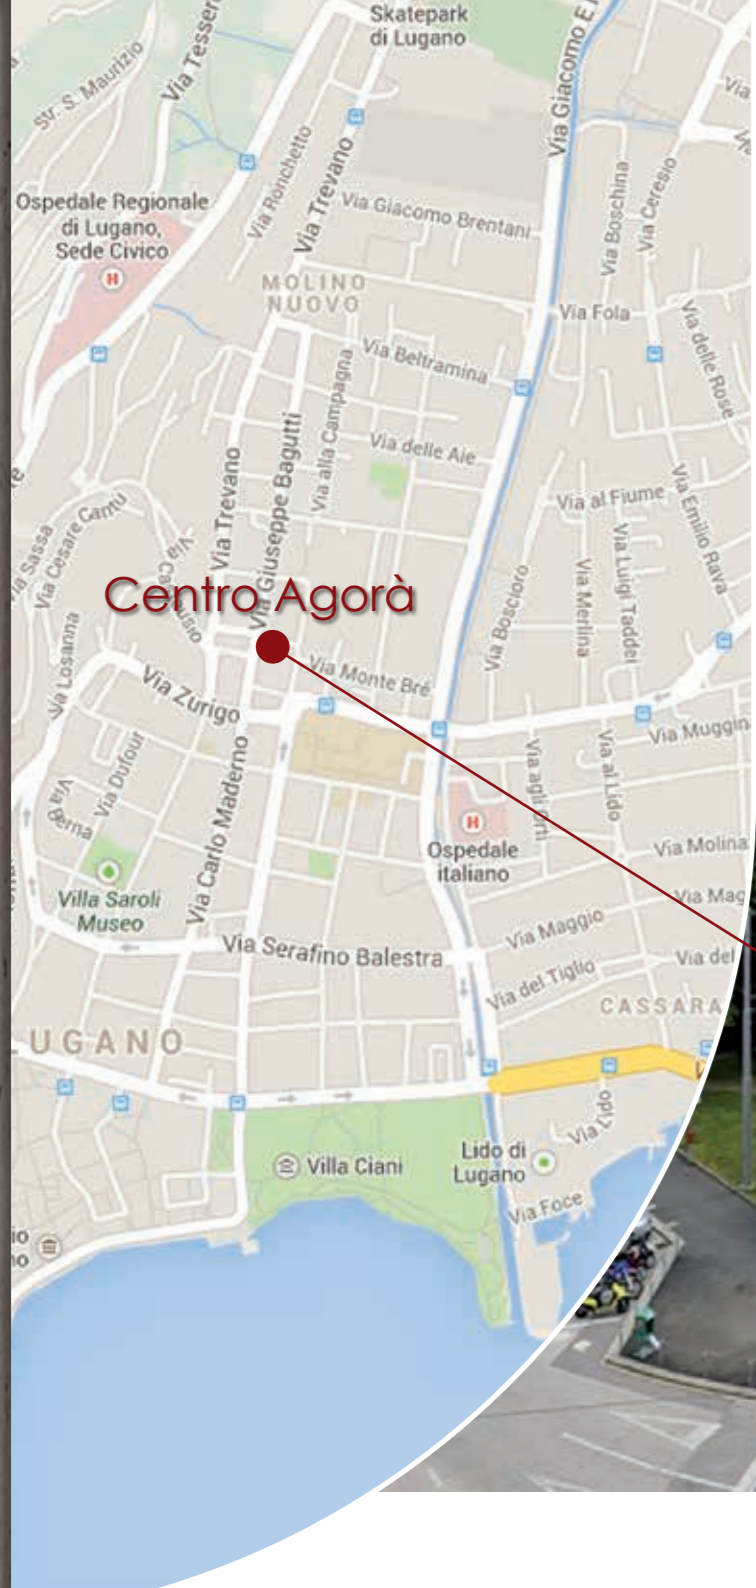 Skatepark
di Lugano
Via Giacomo
Str. S. Maurizio
Via Ronchetto
Via Trevano
Via Boschina
Via Ceresio
Ospedale Regionale
di Lugano,
Sede Civico
H
Via Giacomo Brentani
MOLINO
NUOVO
Via Fola
Via delle Rose
Via Beltramina
Via alla Campagna
Via delle Aie
Via Trevano
Via Giuseppe Bagutti
Via al Fiume
Via Emilio Rava
Via Sassa
Via Cesare Cantu
Via Luigi Taddei
Via Merlina
Via Boscioro
Centro Agorà
Via Losanna
Via Monte Bré
Via Zurigo
Via Dufour
Via Berna
Via Carlo Maderno
Via agli Orti
Via al Lido
Via Muggin
H
Ospedale
italiano
Via Molina
Villa Saroli
Museo
Via Mag
Via Maggio
Via Serafino Balestra
Via del
Via del Tiglio
CASSARA
UGANO
Via Lido
Villa Ciani
Lido di
Lugano
Via Foce